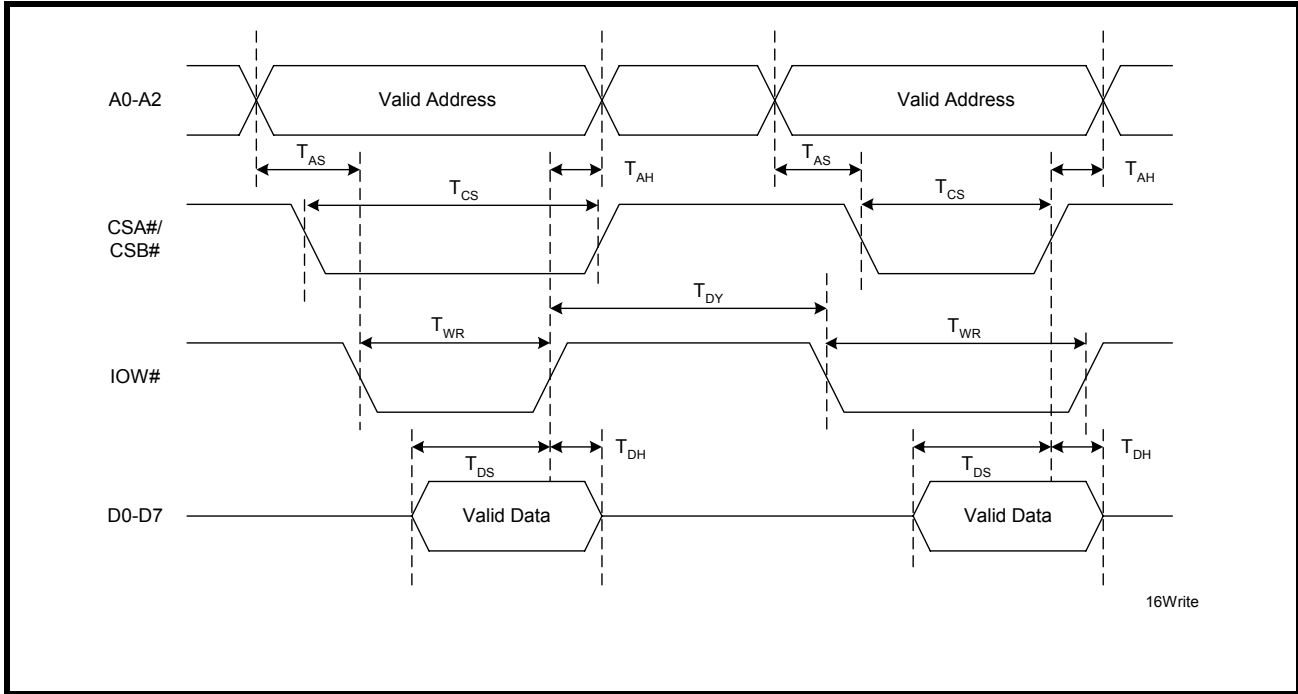 A0-A2
Valid Address
Valid Address
TAS
TAH
TAS
TAH
TCS
TCS
CSA#/
CSB#
TDY
TWR
TWR
IOW#
TDS
TDH
TDS
TDH
D0-D7
Valid Data
Valid Data
16Write